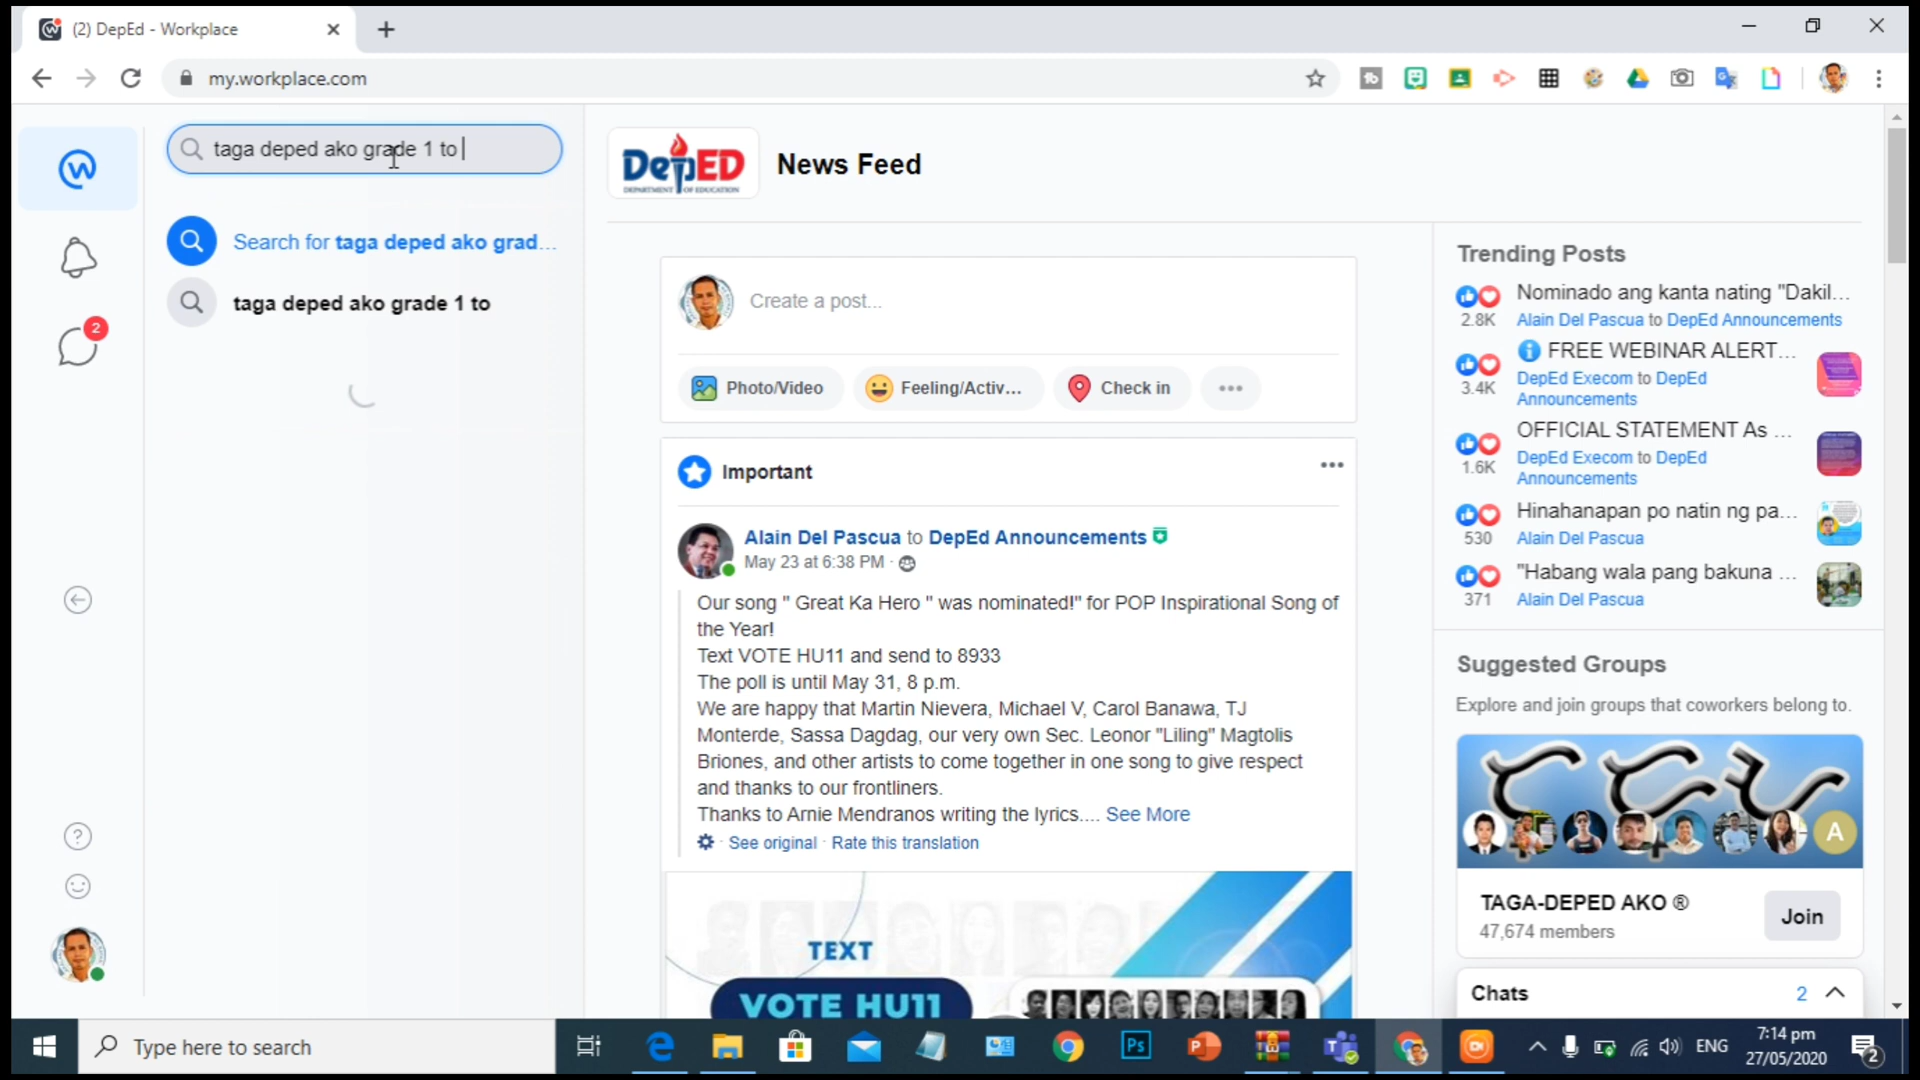 (2) DepEd - Workplace
my.workplace.com
taga deped ako grade 1 to
Search for taga deped ako grad...
taga deped ako grade 1 to
2
DepED
DEPARTMENT OF EDUCATION
News Feed
Create a post...
Photo/Video
Feeling/Activ...
Check in
Important
Alain Del Pascua to DepEd Announcements
May 23 at 6:38 PM ·
Our song " Great Ka Hero " was nominated!" for POP Inspirational Song of
the Year!
Text VOTE HU11 and send to 8933
The poll is until May 31, 8 p.m.
We are happy that Martin Nievera, Michael V, Carol Banawa, TJ
Monterde, Sassa Dagdag, our very own Sec. Leonor "Liling" Magtolis
Briones, and other artists to come together in one song to give respect
and thanks to our frontliners.
Thanks to Arnie Mendranos writing the lyrics.... See More
· See original · Rate this translation
TEXT
VOTE HU11
Trending Posts
Nominado ang kanta nating "Dakil...
2.8K
Alain Del Pascua to DepEd Announcements
FREE WEBINAR ALERT...
3.4K
DepEd Execom to DepEd
Announcements
OFFICIAL STATEMENT As ...
1.6K
DepEd Execom to DepEd
Announcements
Hinahanapan po natin ng pa...
530
Alain Del Pascua
"Habang wala pang bakuna ...
371
Alain Del Pascua
Suggested Groups
Explore and join groups that coworkers belong to.
A
TAGA-DEPED AKO ®
47,674 members
Join
Chats
2
Type here to search
Ps
ENG
7:14 pm
27/05/2020
2